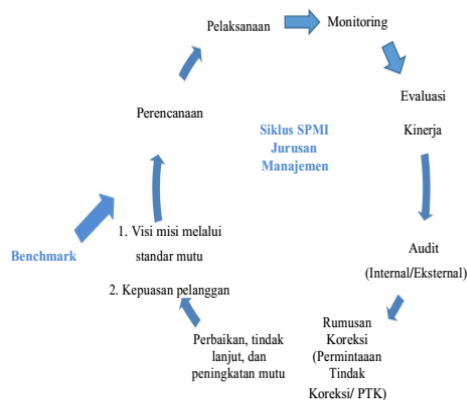 Pelaksanaan
Monitoring
Evaluasi
Kinerja
Perencanaan
Siklus SPMI
Jurusan
Manajemen
1. Visi misi melalui
standar mutu
2. Kepuasan pelanggan
Benchmark
Audit
(Internal/Eksternal)
Rumusan
Koreksi
(Permintaaan
Tindak
Koreksi/ PTK)
Perbaikan, tindak
lanjut, dan
peningkatan mutu